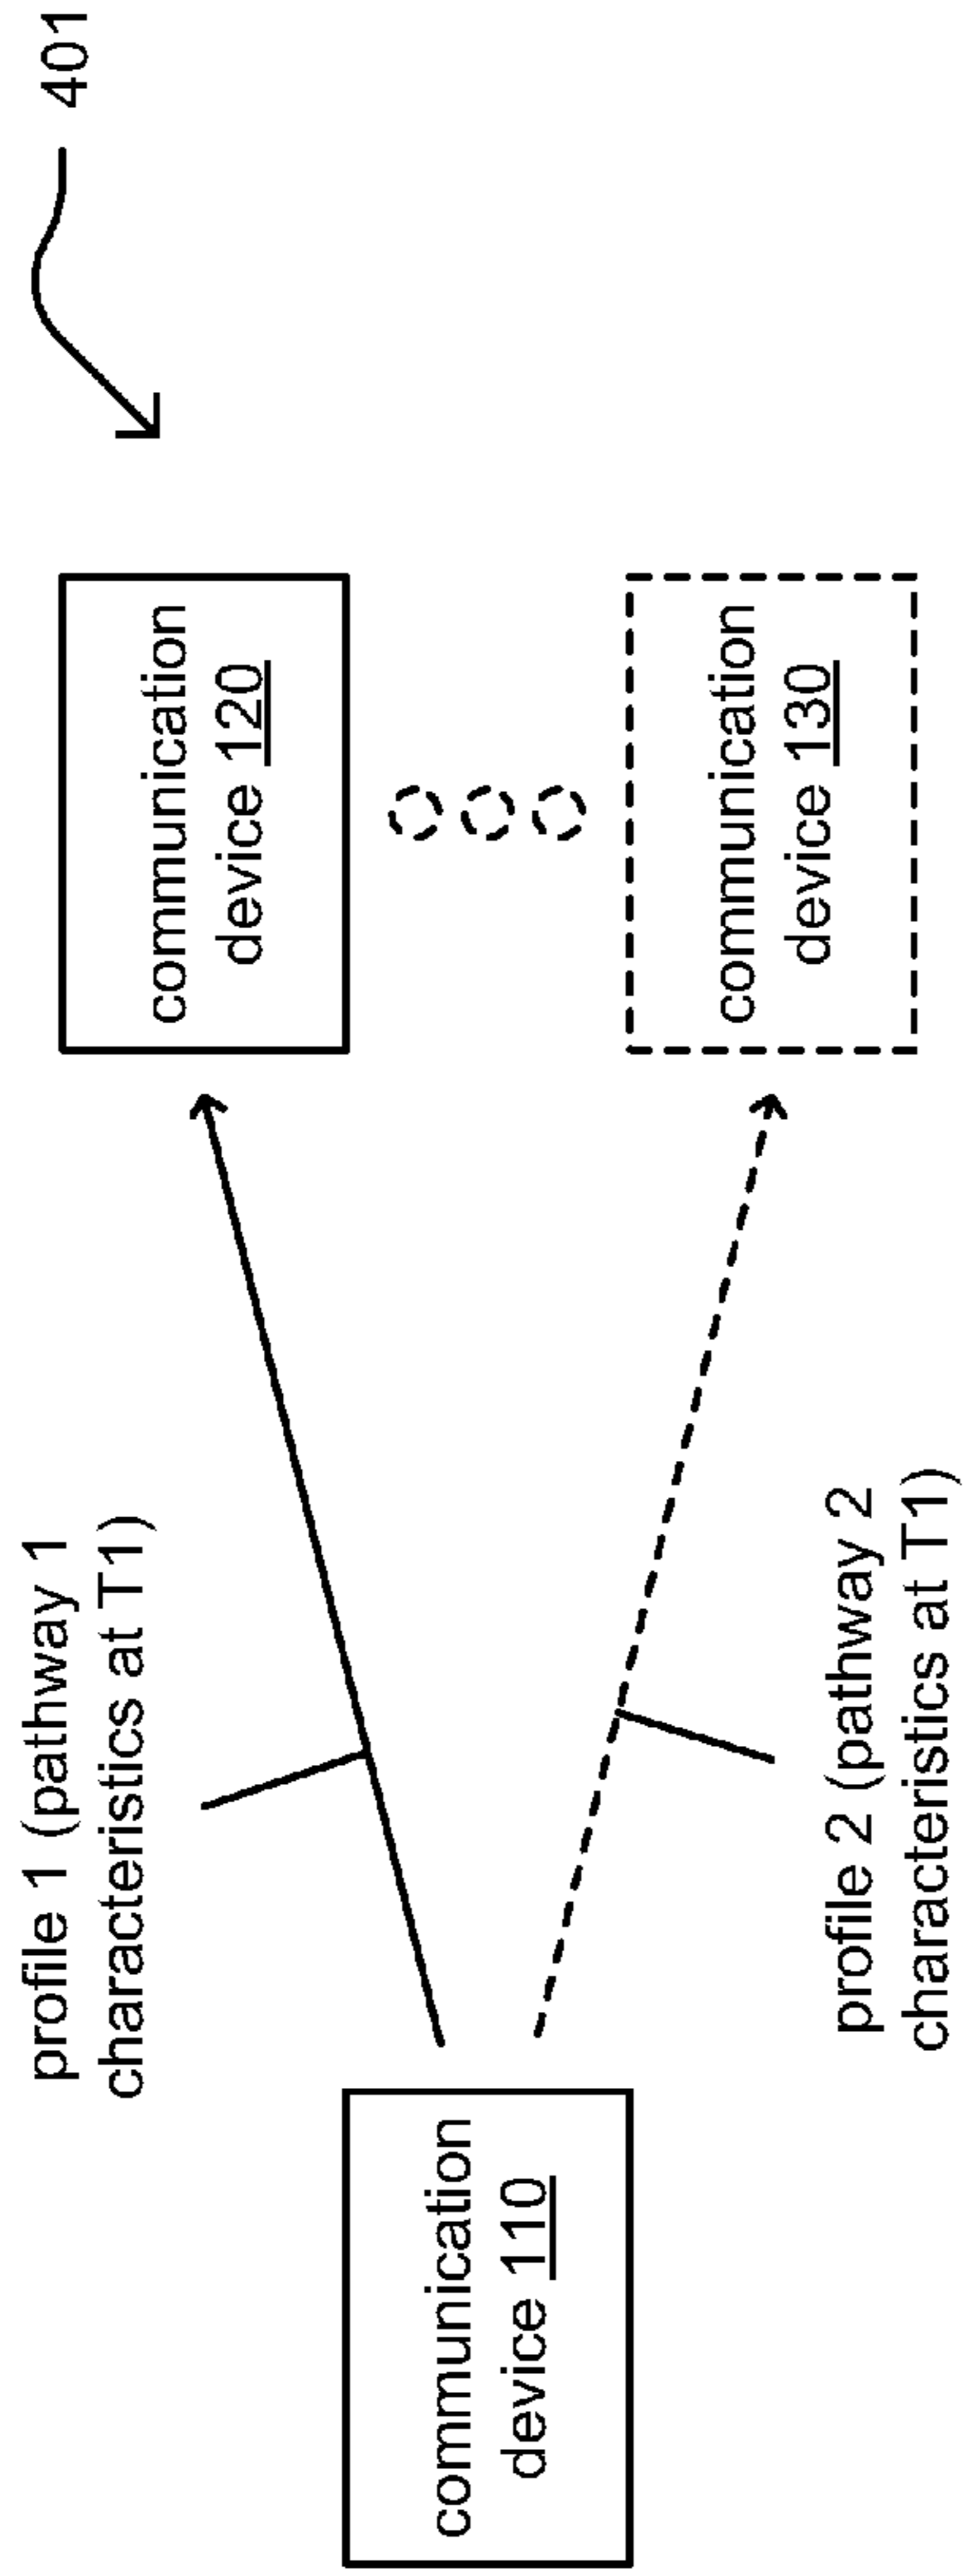 401
profile 1 (pathway 1
characteristics at T1)
communication
device 120
communication
device 110
communication
device 130
profile 2 (pathway 2
characteristics at T1)